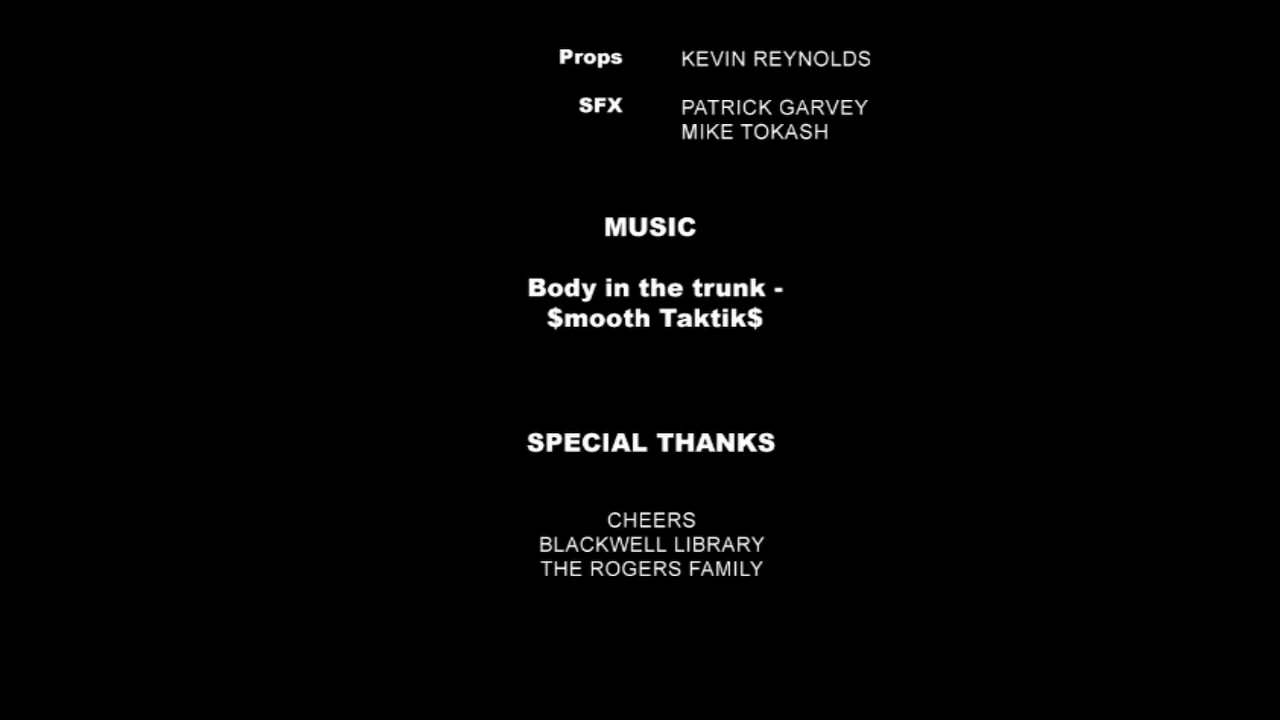 Props KEVIN REYNOLDS
SFX PATRICK GARVEY
MIKE TOKASH
MUSIC
Body in the trunk -
$mooth Taktik$
SPECIAL THANKS
CHEERS
BLACKWELL LIBRARY
THE ROGERS FAMILY